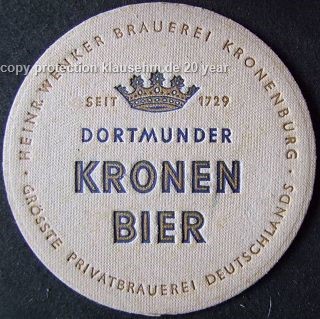 copy protection klausehm.de 20 year
HEINR. WENKER BRAUEREI KRONENBURG ·
SEIT 1729
DORTMUNDER
KRONEN
BIER
· GRÖSSTE PRIVATBRAUEREI DEUTSCHLANDS ·